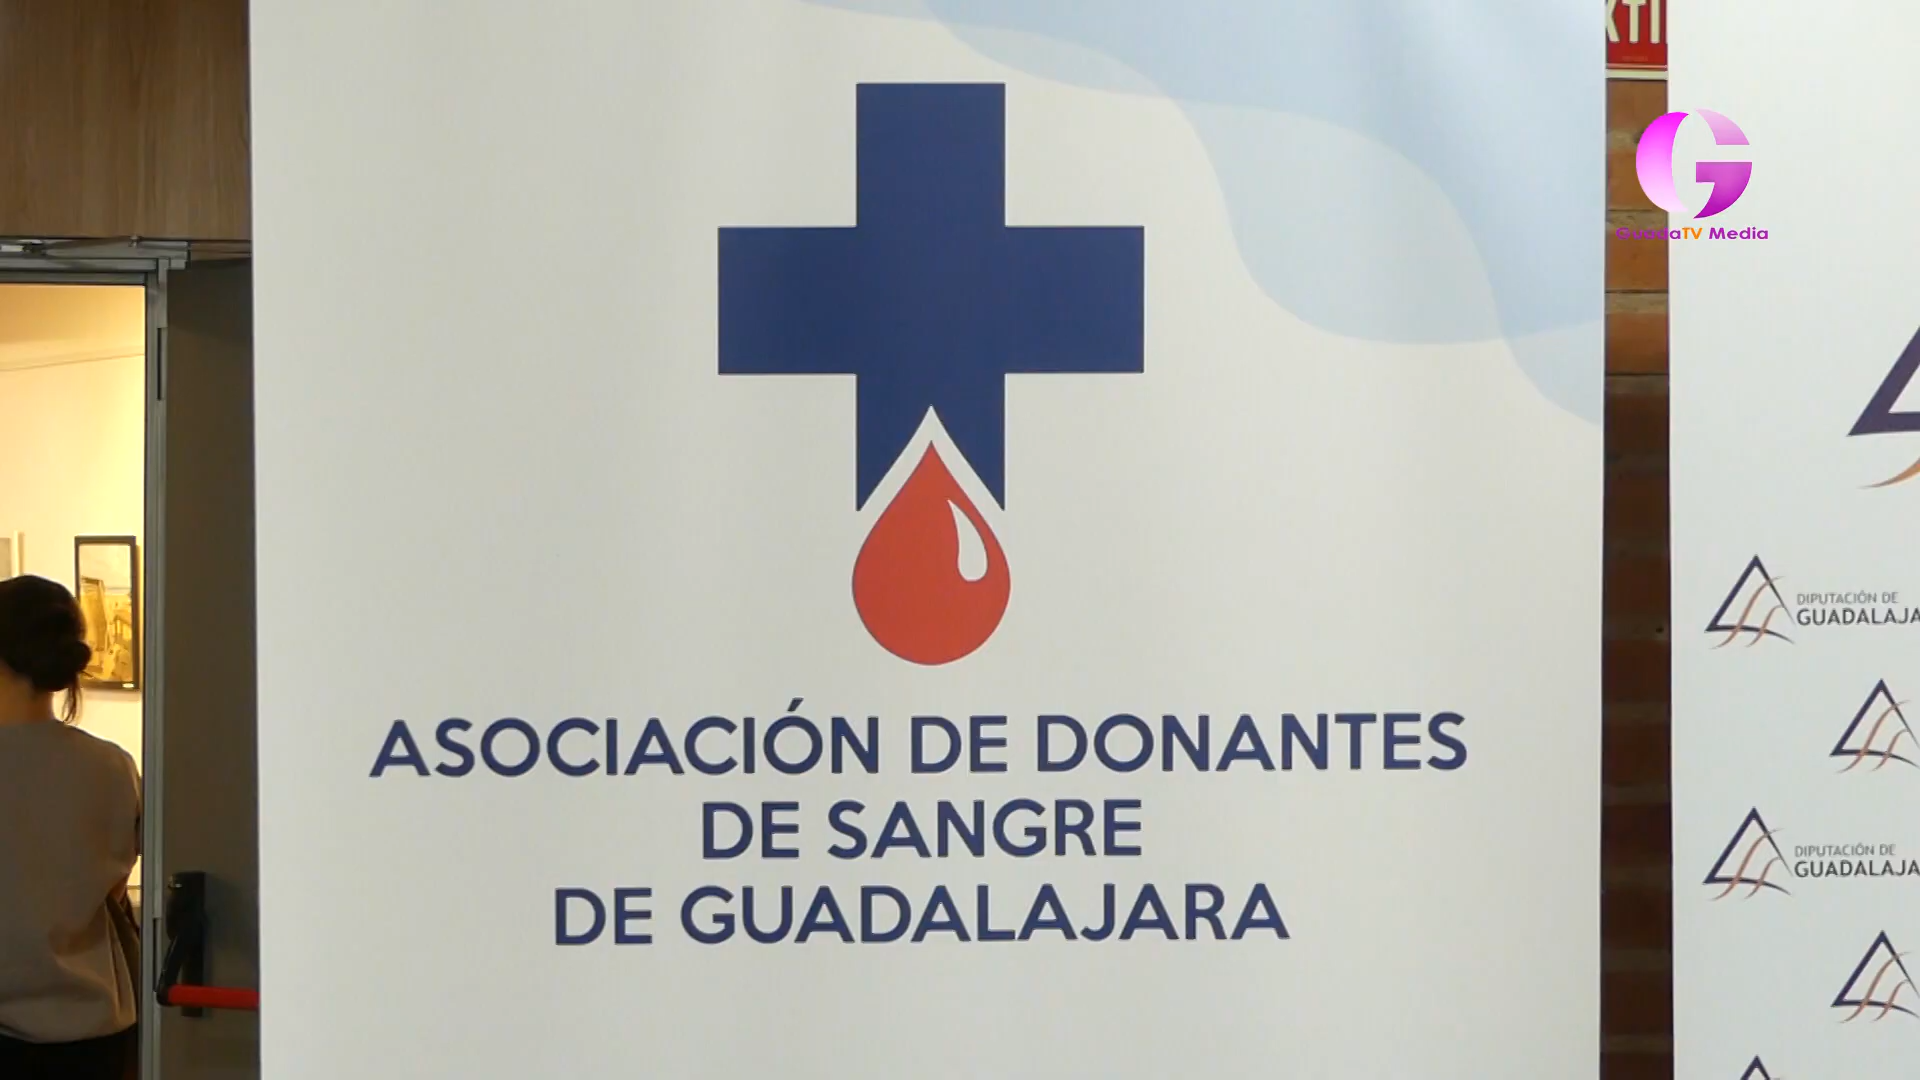 ASOCIACIÓN DE DONANTES
DE SANGRE
DE GUADALAJARA
GuadaTV Media
DIPUTACIÓN DE
GUADALAJA
DIPUTACIÓN DE
GUADALAJA